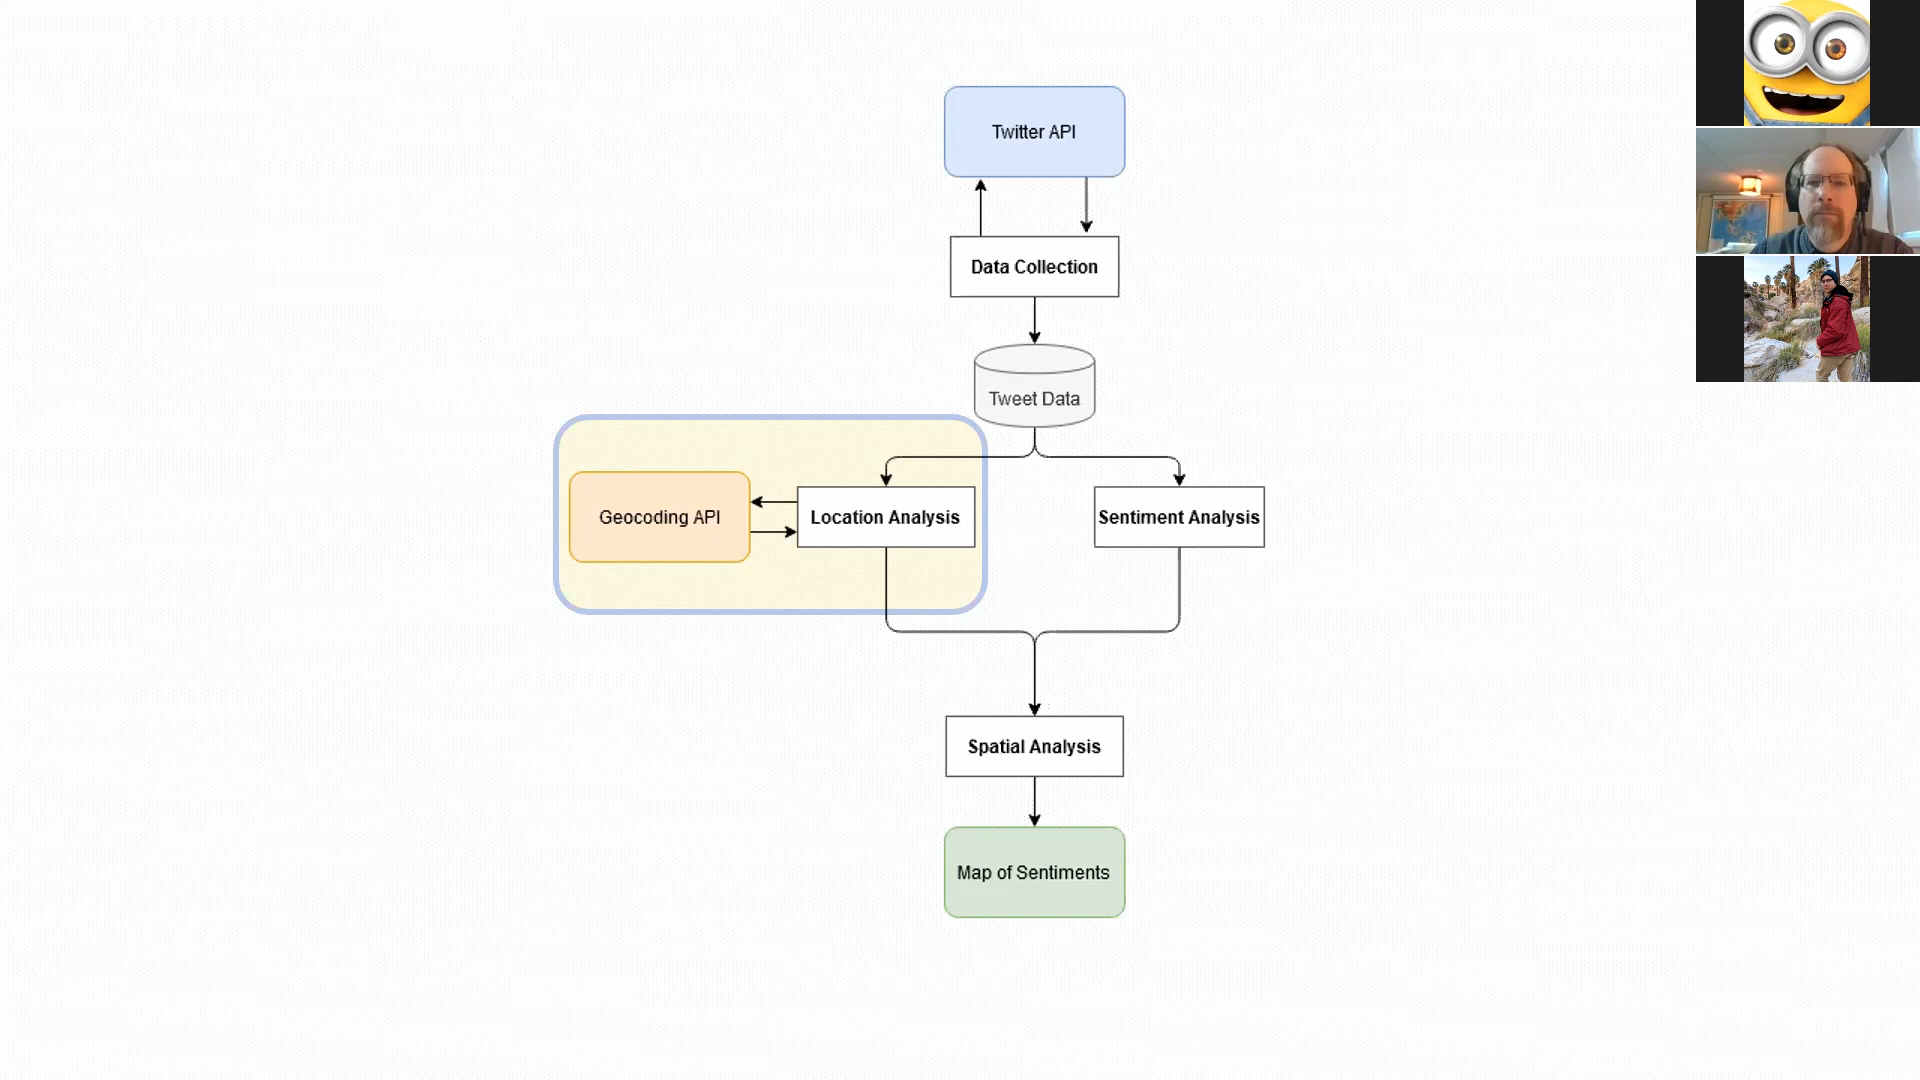 Twitter API
Data Collection
Tweet Data
Geocoding API
Location Analysis
Sentiment Analysis
Spatial Analysis
Map of Sentiments